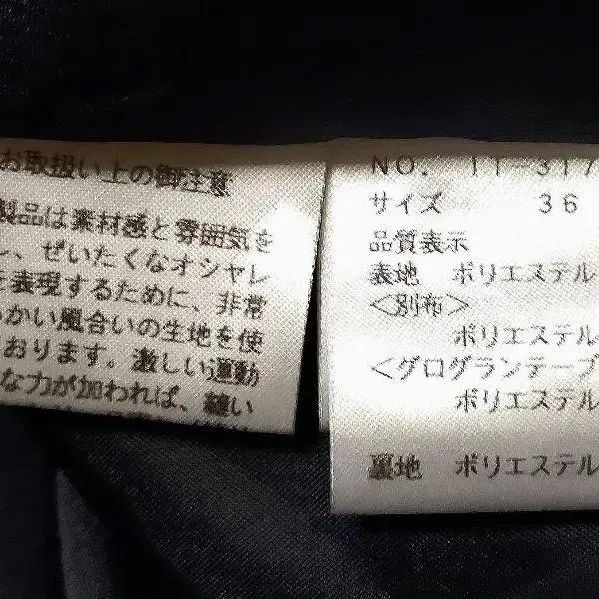 お取扱い上の御注意
製品は素材感と雰囲気を
し、ぜいたくなオシャレ
を表現するために、非常
らかい風合いの生地を使
おります。激しい運動
な力が加われば、縫い
NO. 11-317
サイズ 36
品質表示
表地 ポリエステル
<別布>
ポリエステル
<グログランテープ
ポリエステル
裏地 ポリエステル